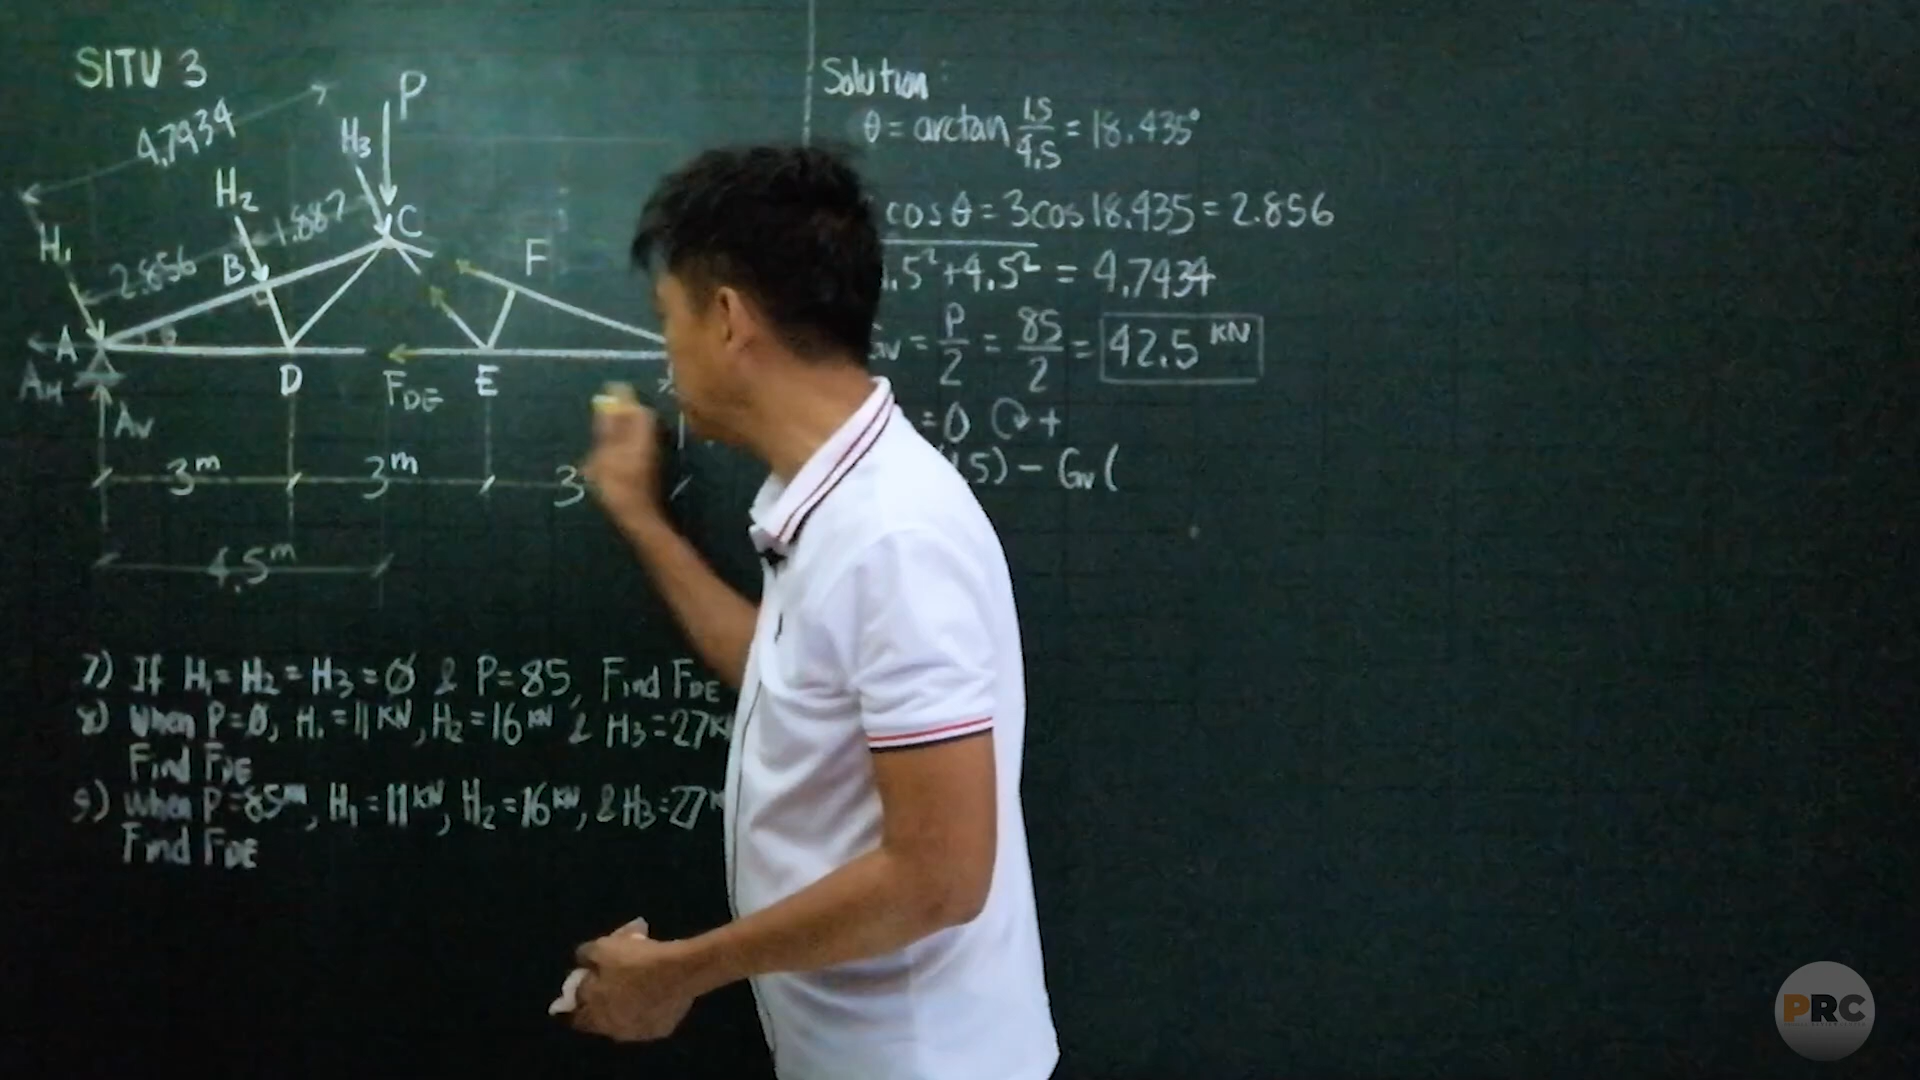 SITU 3
4.7434
P
H3
H2
1.887
C
H1
2.856
B
F
A
θ
AH
D
FDE
E
Av
3m
3m
3
4.5m
7) If H1 = H2 = H3 = Ø & P = 85, Find FDE
8) When P = Ø, H1 = 11 KN, H2 = 16 KN & H3 = 27
Find FDE
9) When P = 85, H1 = 11 KN, H2 = 16 KN, & H3 = 27
Find FDE
Solution :
θ = arctan 1.5/4.5 = 18.435°
cos θ = 3cos 18.435 = 2.856
.5² + 4.5² = 4.7434
v = P/2 = 85/2 = 42.5 KN
= 0 +
1.5) - Gv (
PRC